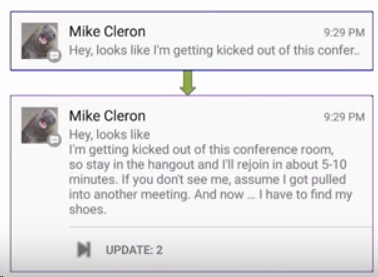 Mike Cleron 9:29 PM
Hey, looks like I'm getting kicked out of this confer..
Mike Cleron 9:29 PM
Hey, looks like
I'm getting kicked out of this conference room,
so stay in the hangout and I'll rejoin in about 5-10
minutes. If you don't see me, assume I got pulled
into another meeting. And now ... I have to find my
shoes.
UPDATE: 2